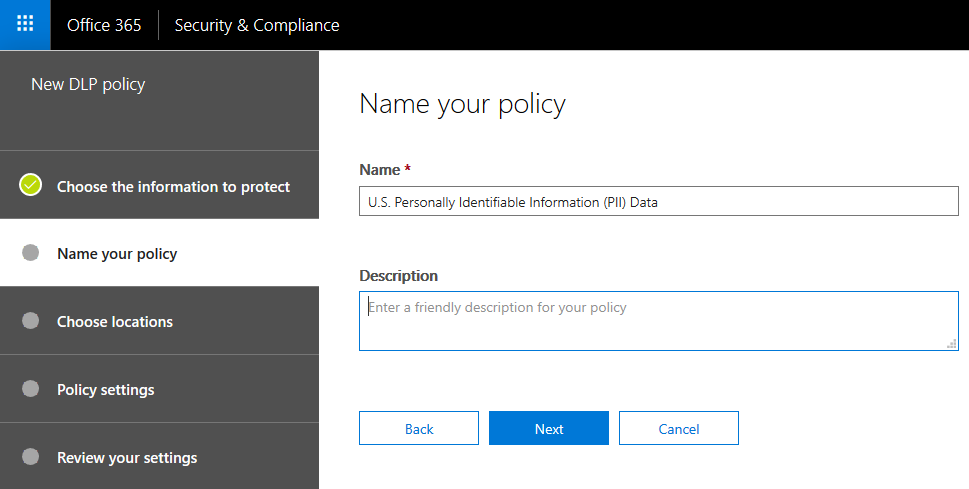 Office 365
Security & Compliance
New DLP policy
Choose the information to protect
Name your policy
Choose locations
Policy settings
Review your settings
Name your policy
Name *
U.S. Personally Identifiable Information (PII) Data
Description
Enter a friendly description for your policy
Back
Next
Cancel